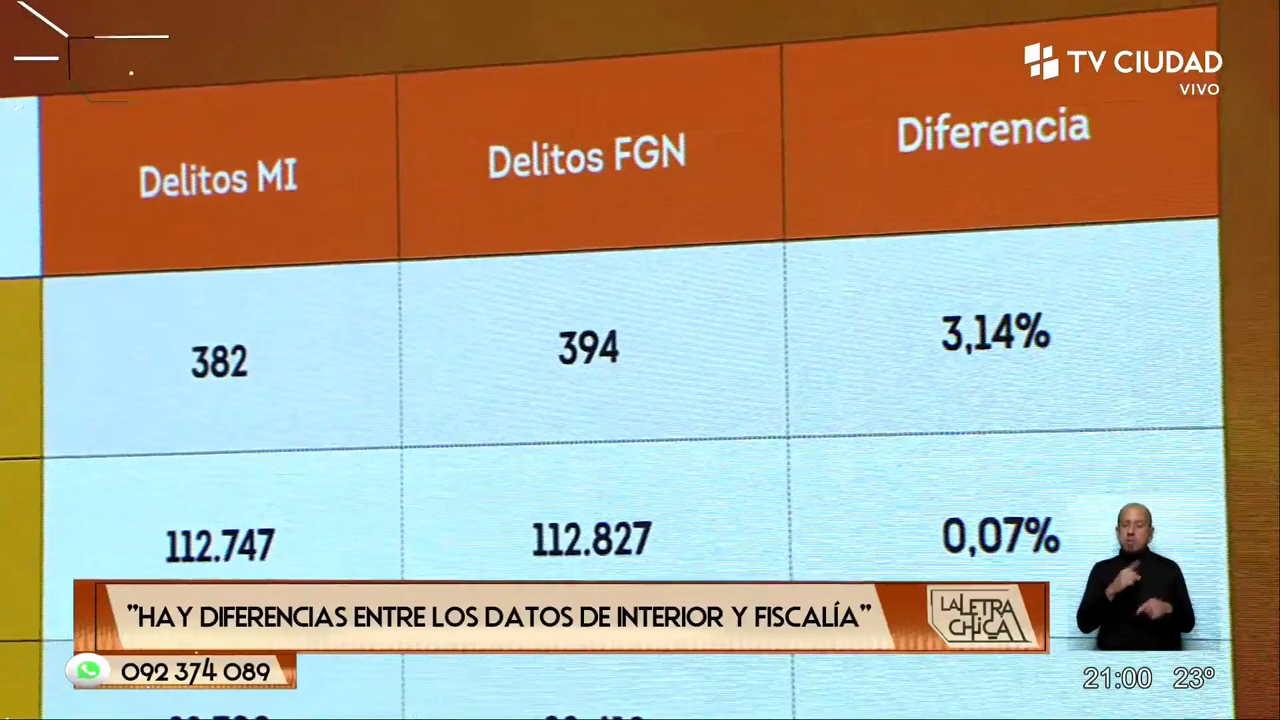 TV CIUDAD
VIVO
Delitos MI
Delitos FGN
Diferencia
382
394
3,14%
112.747
112.827
0,07%
"HAY DIFERENCIAS ENTRE LOS DATOS DE INTERIOR Y FISCALÍA"
LA LETRA
CHICA
092 374 089
21:00 23º